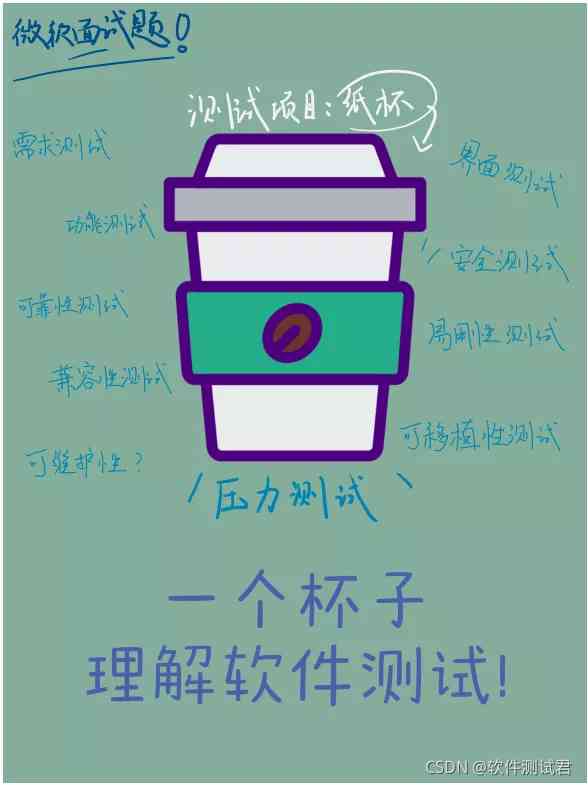 微软面试题!
测试项目:纸杯
需求测试
界面测试
功能测试
安全测试
可靠性测试
易用性测试
兼容性测试
可移植性测试
可维护性?
压力测试
一个杯子
理解软件测试!
CSDN @软件测试君